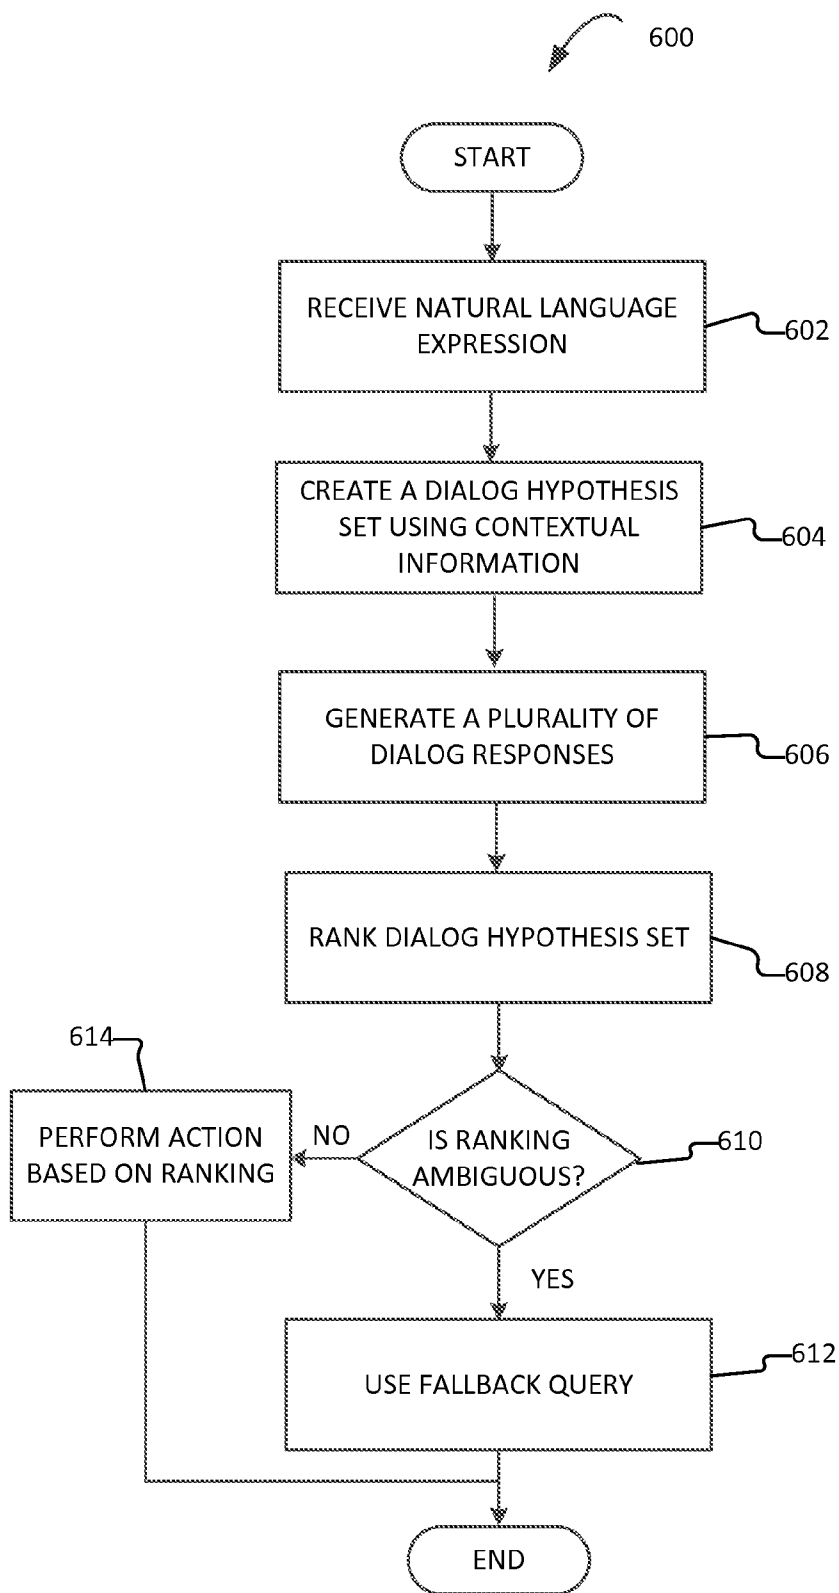 600
START
RECEIVE NATURAL LANGUAGE
EXPRESSION
602
CREATE A DIALOG HYPOTHESIS
SET USING CONTEXTUAL
INFORMATION
604
GENERATE A PLURALITY OF
DIALOG RESPONSES
606
RANK DIALOG HYPOTHESIS SET
608
614
PERFORM ACTION
BASED ON RANKING
NO
IS RANKING
AMBIGUOUS?
610
YES
USE FALLBACK QUERY
612
END